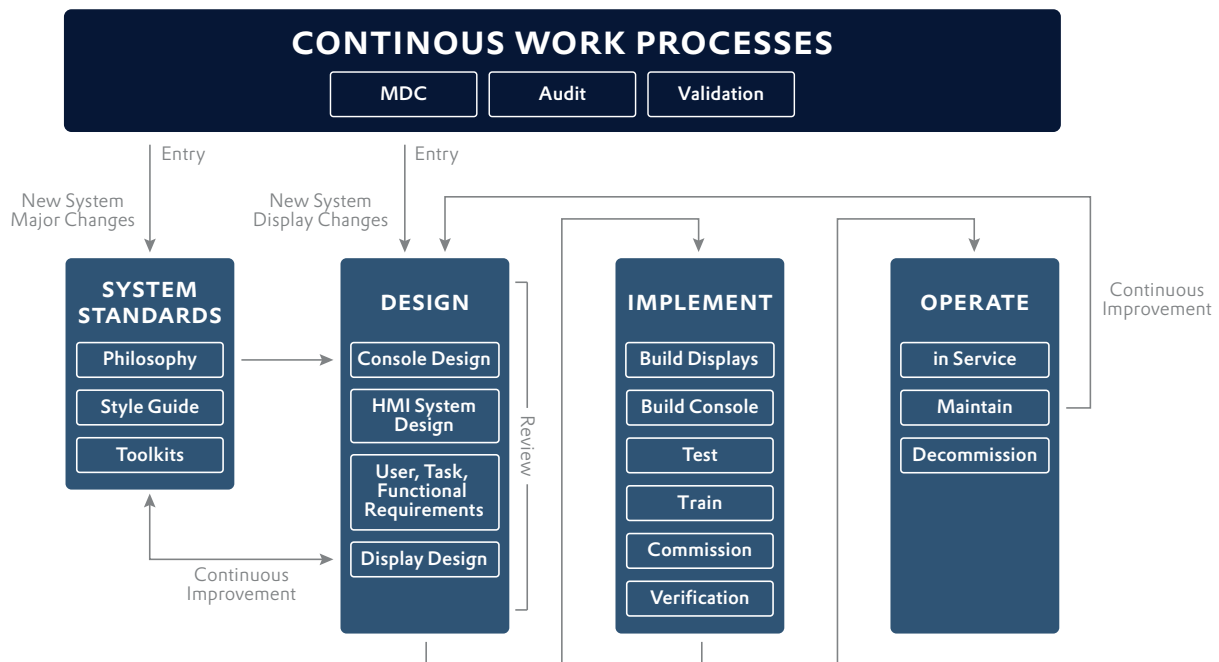 CONTINOUS WORK PROCESSES
MDC
Audit
Validation
Entry
Entry
New System
Major Changes
New System
Display Changes
SYSTEM
STANDARDS
Philosophy
Style Guide
Toolkits
Continuous
Improvement
DESIGN
Console Design
HMI System
Design
User, Task,
Functional
Requirements
Display Design
Review
IMPLEMENT
Build Displays
Build Console
Test
Train
Commission
Verification
OPERATE
in Service
Maintain
Decommission
Continuous
Improvement